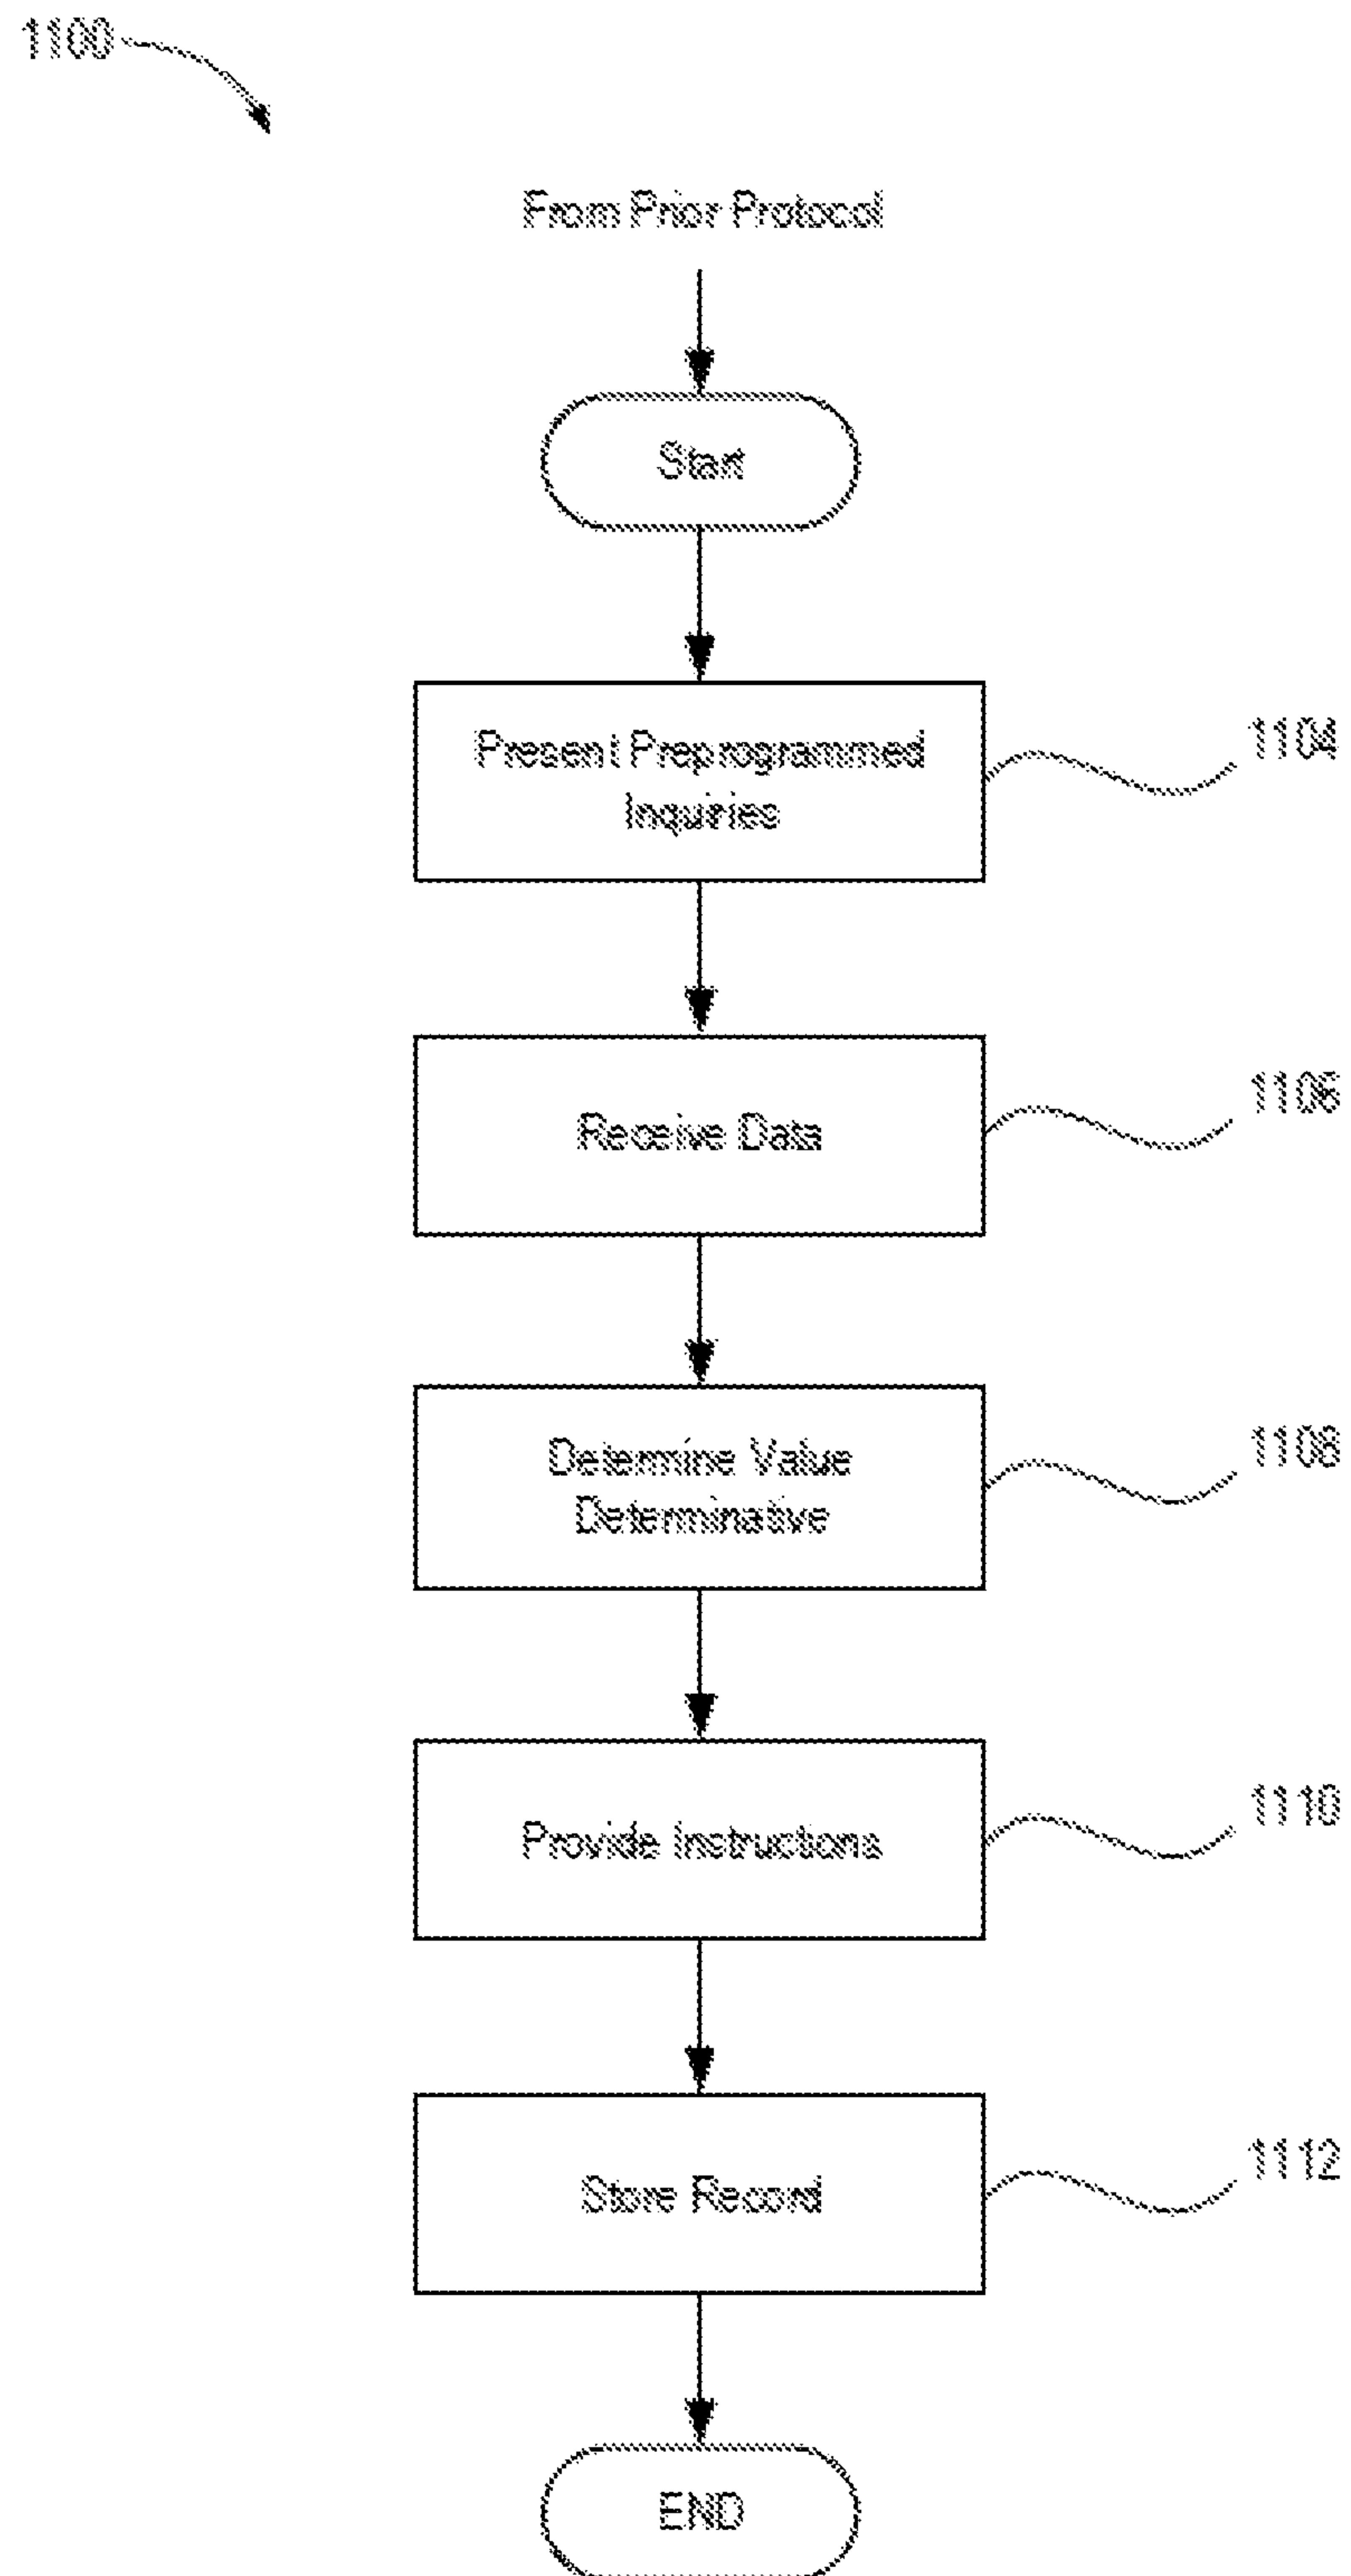 1100
From Prior Protocol
Start
Present Preprogrammed
Inquiries
1104
Receive Data
1106
Determine Value
Determinative
1108
Provide Instructions
1110
Store Record
1112
END